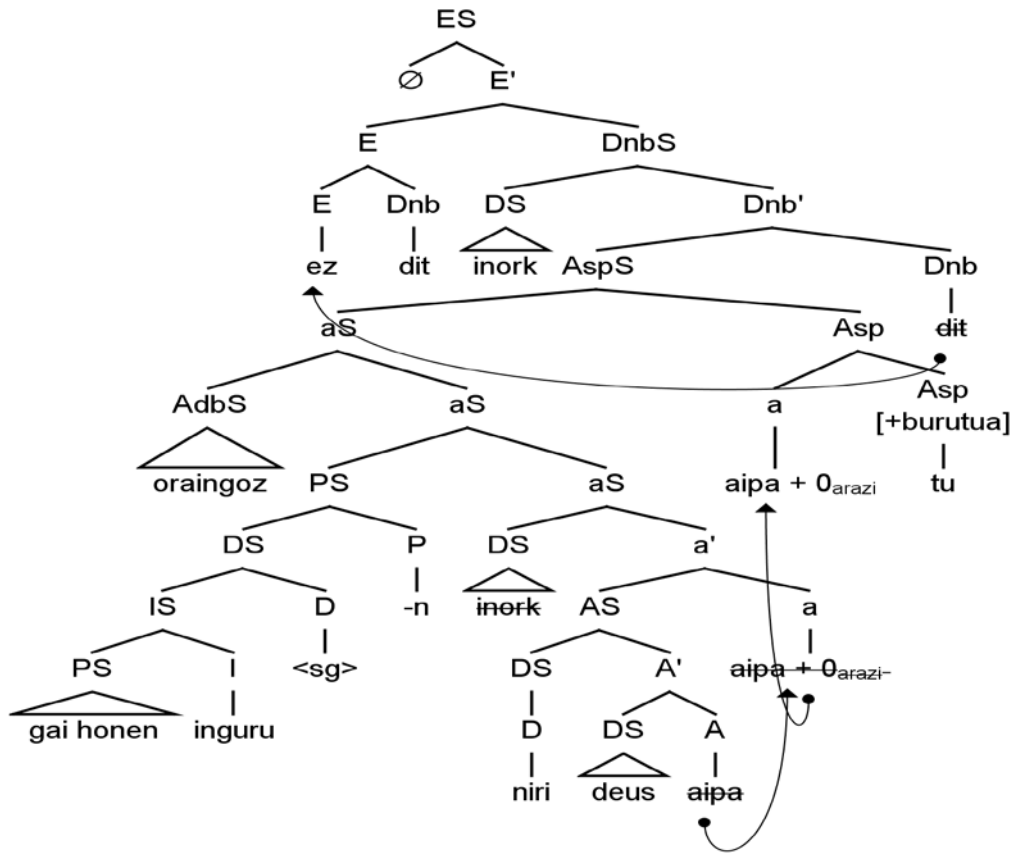 ES
∅ E'
E DnbS
E Dnb DS Dnb'
ez dit inork AspS Dnb
aS Asp dit
AdbS aS a Asp
[+burutua]
oraingoz PS aS aipa + 0arazi tu
DS P DS a'
IS D -n inork AS a
PS I <sg> DS A' aipa + 0arazi-
gai honen inguru D DS A
niri deus aipa